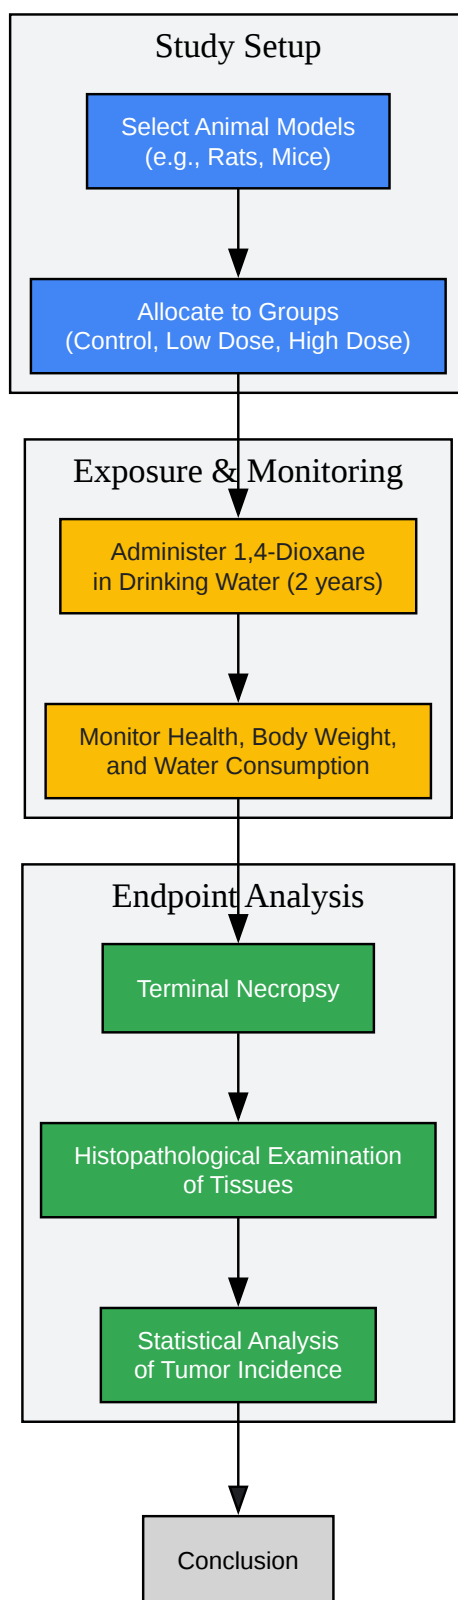 Study Setup
Select Animal Models
(e.g., Rats, Mice)
Allocate to Groups
(Control, Low Dose, High Dose)
Exposure & Monitoring
Administer 1,4-Dioxane
in Drinking Water (2 years)
Monitor Health, Body Weight,
and Water Consumption
Endpoint Analysis
Terminal Necropsy
Histopathological Examination
of Tissues
Statistical Analysis
of Tumor Incidence
Conclusion